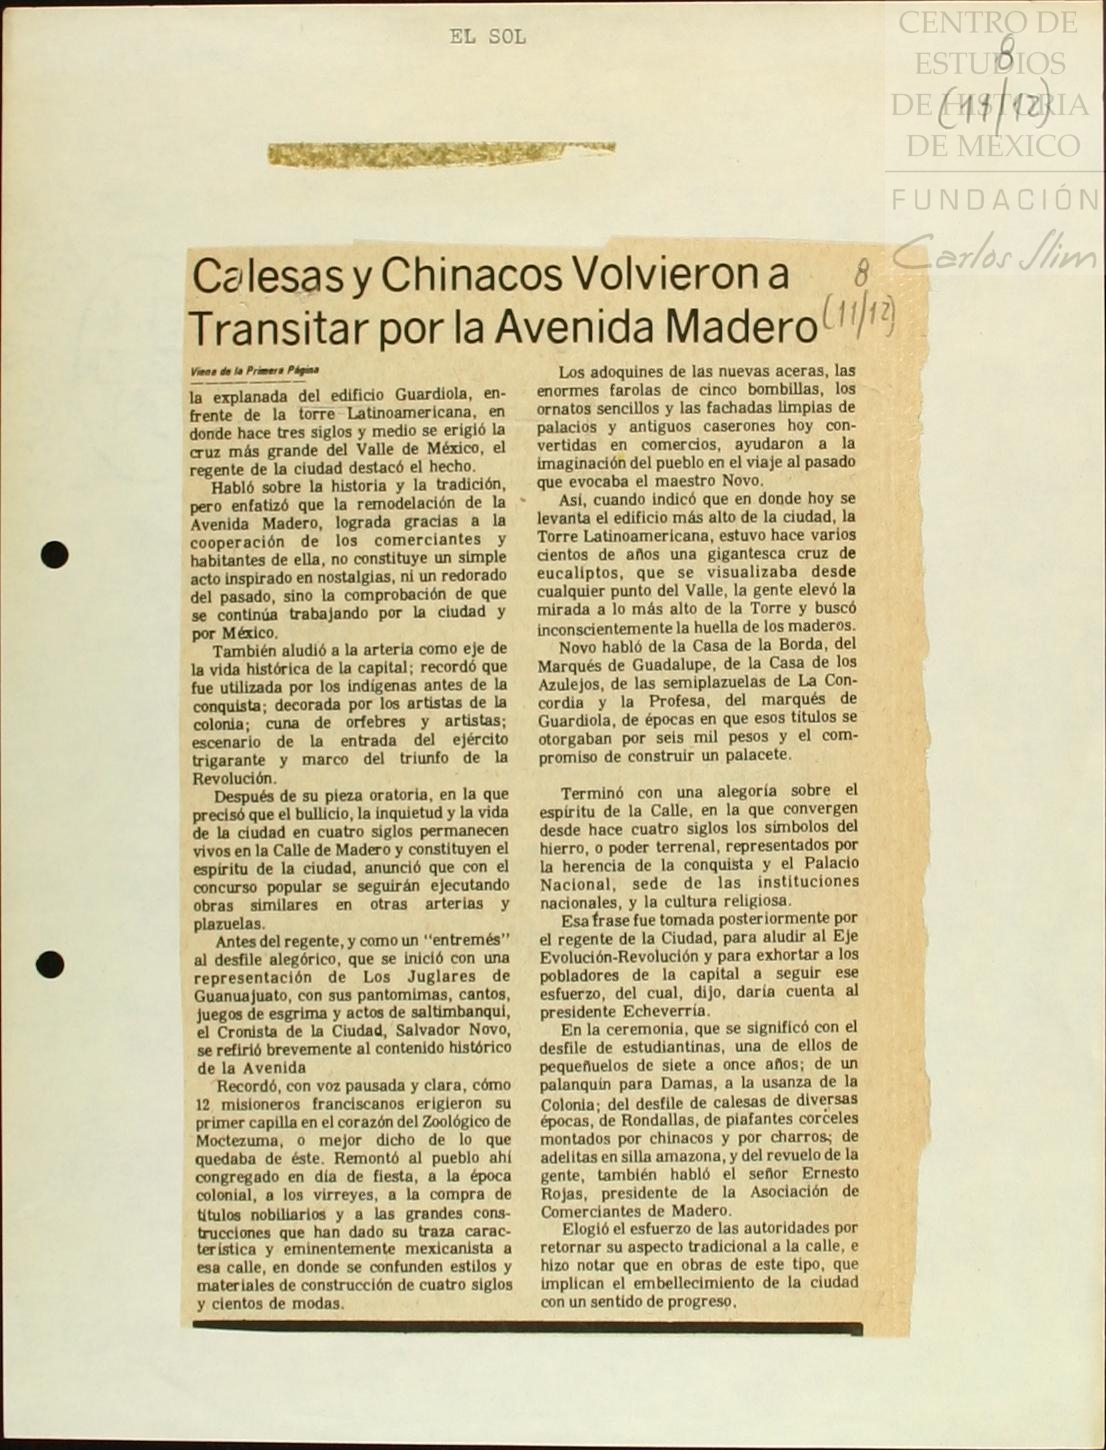 EL SOL
CENTRO DE
ESTUDIOS
DE HISTORIA
DE MÉXICO
FUNDACIÓN
Carlos Slim
8
(11/12)
Calesas y Chinacos Volvieron a
Transitar por la Avenida Madero
8
(11/12)
Viene de la Primera Página
la explanada del edificio Guardiola, en-
frente de la torre Latinoamericana, en
donde hace tres siglos y medio se erigió la
cruz más grande del Valle de México, el
regente de la ciudad destacó el hecho.
Habló sobre la historia y la tradición,
pero enfatizó que la remodelación de la
Avenida Madero, lograda gracias a la
cooperación de los comerciantes y
habitantes de ella, no constituye un simple
acto inspirado en nostalgias, ni un redorado
del pasado, sino la comprobación de que
se continúa trabajando por la ciudad y
por México.
También aludió a la arteria como eje de
la vida histórica de la capital; recordó que
fue utilizada por los indígenas antes de la
conquista; decorada por los artistas de la
colonia; cuna de orfebres y artistas;
escenario de la entrada del ejército
trigarante y marco del triunfo de la
Revolución.
Después de su pieza oratoria, en la que
precisó que el bullicio, la inquietud y la vida
de la ciudad en cuatro siglos permanecen
vivos en la Calle de Madero y constituyen el
espíritu de la ciudad, anunció que con el
concurso popular se seguirán ejecutando
obras similares en otras arterias y
plazuelas.
Antes del regente, y como un "entremés"
al desfile alegórico, que se inició con una
representación de Los Juglares de
Guanuajuato, con sus pantomimas, cantos,
juegos de esgrima y actos de saltimbanqui,
el Cronista de la Ciudad, Salvador Novo,
se refirió brevemente al contenido histórico
de la Avenida
Recordó, con voz pausada y clara, cómo
12 misioneros franciscanos erigieron su
primer capilla en el corazón del Zoológico de
Moctezuma, o mejor dicho de lo que
quedaba de éste. Remontó al pueblo ahí
congregado en día de fiesta, a la época
colonial, a los virreyes, a la compra de
títulos nobiliarios y a las grandes cons-
trucciones que han dado su traza carac-
terística y eminentemente mexicanista a
esa calle, en donde se confunden estilos y
materiales de construcción de cuatro siglos
y cientos de modas.
Los adoquines de las nuevas aceras, las
enormes farolas de cinco bombillas, los
ornatos sencillos y las fachadas limpias de
palacios y antiguos caserones hoy con-
vertidas en comercios, ayudaron a la
imaginación del pueblo en el viaje al pasado
que evocaba el maestro Novo.
Así, cuando indicó que en donde hoy se
levanta el edificio más alto de la ciudad, la
Torre Latinoamericana, estuvo hace varios
cientos de años una gigantesca cruz de
eucaliptos, que se visualizaba desde
cualquier punto del Valle, la gente elevó la
mirada a lo más alto de la Torre y buscó
inconscientemente la huella de los maderos.
Novo habló de la Casa de la Borda, del
Marqués de Guadalupe, de la Casa de los
Azulejos, de las semiplazuelas de La Con-
cordia y la Profesa, del marqués de
Guardiola, de épocas en que esos títulos se
otorgaban por seis mil pesos y el com-
promiso de construir un palacete.
Terminó con una alegoría sobre el
espíritu de la Calle, en la que convergen
desde hace cuatro siglos los símbolos del
hierro, o poder terrenal, representados por
la herencia de la conquista y el Palacio
Nacional, sede de las instituciones
nacionales, y la cultura religiosa.
Esa frase fue tomada posteriormente por
el regente de la Ciudad, para aludir al Eje
Evolución-Revolución y para exhortar a los
pobladores de la capital a seguir ese
esfuerzo, del cual, dijo, daría cuenta al
presidente Echeverría.
En la ceremonia, que se significó con el
desfile de estudiantinas, una de ellos de
pequeñuelos de siete a once años; de un
palanquín para Damas, a la usanza de la
Colonia; del desfile de calesas de diversas
épocas, de Rondallas, de piafantes corceles
montados por chinacos y por charros; de
adelitas en silla amazona, y del revuelo de la
gente, también habló el señor Ernesto
Rojas, presidente de la Asociación de
Comerciantes de Madero.
Elogió el esfuerzo de las autoridades por
retornar su aspecto tradicional a la calle, e
hizo notar que en obras de este tipo, que
implican el embellecimiento de la ciudad
con un sentido de progreso.